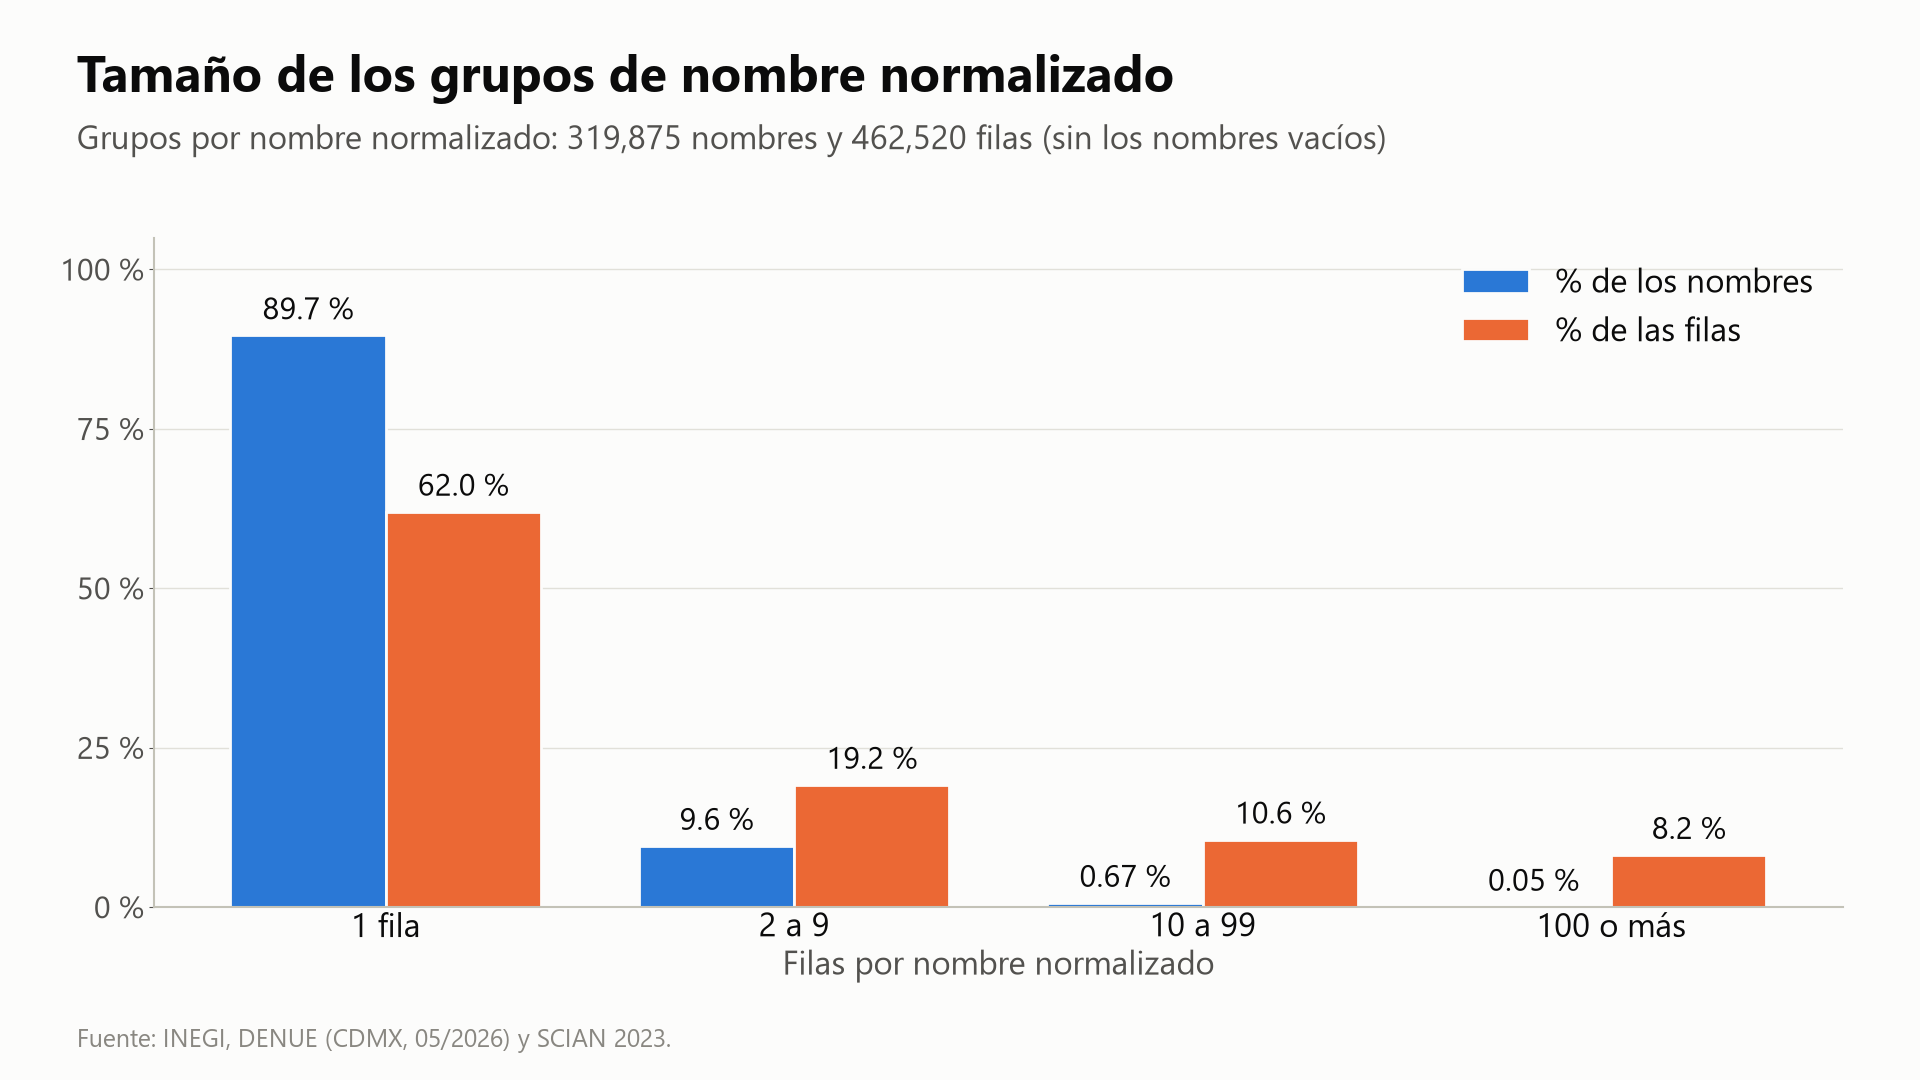 Tamaño de los grupos de nombre normalizado
Grupos por nombre normalizado: 319,875 nombres y 462,520 filas (sin los nombres vacíos)
100 %
75 %
50 %
25 %
0 %
% de los nombres
% de las filas
89.7 %
62.0 %
9.6 %
19.2 %
0.67 %
10.6 %
0.05 %
8.2 %
1 fila
2 a 9
10 a 99
100 o más
Filas por nombre normalizado
Fuente: INEGI, DENUE (CDMX, 05/2026) y SCIAN 2023.